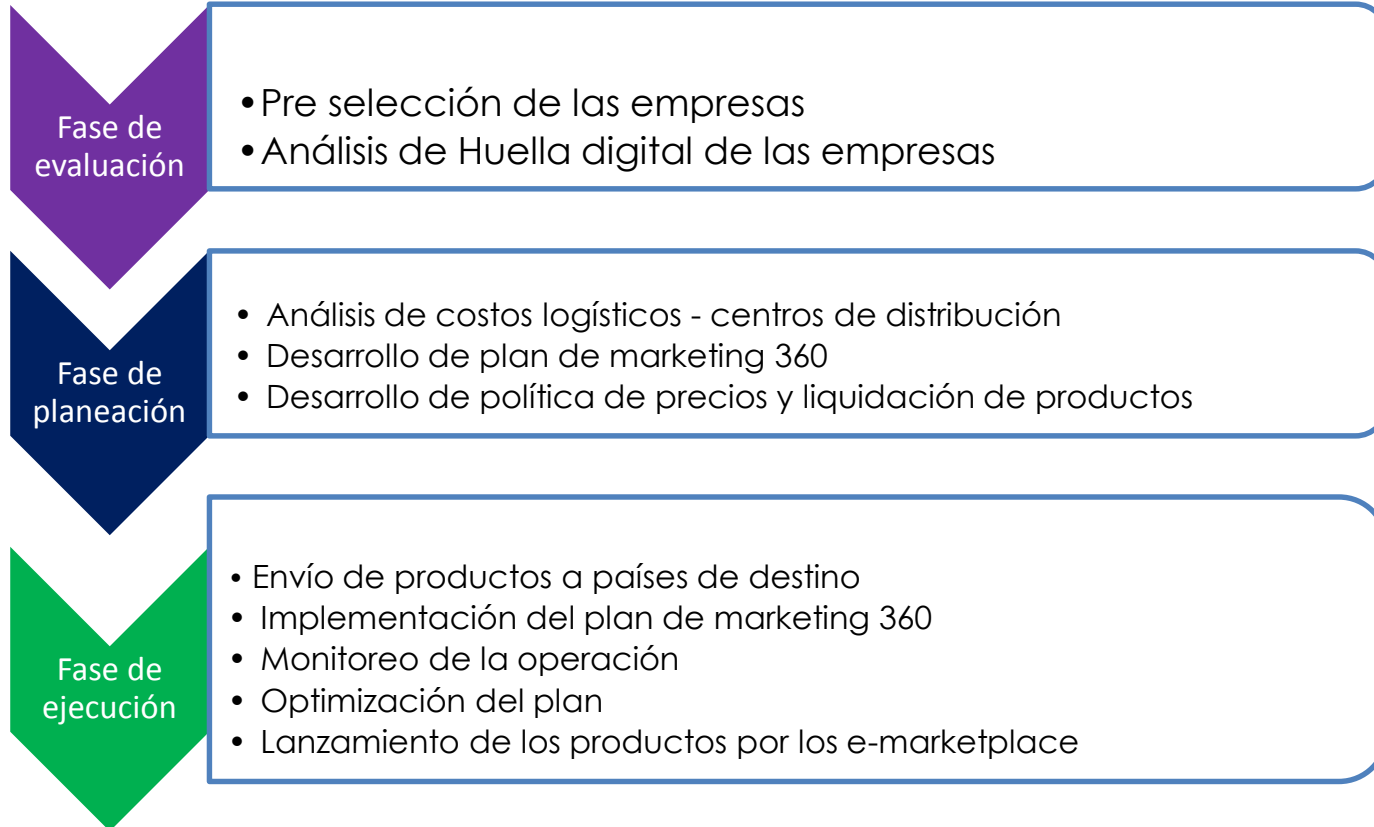 Fase de
evaluación
•Pre selección de las empresas
•Análisis de Huella digital de las empresas
Fase de
planeación
• Análisis de costos logísticos - centros de distribución
• Desarrollo de plan de marketing 360
• Desarrollo de política de precios y liquidación de productos
Fase de
ejecución
• Envío de productos a países de destino
• Implementación del plan de marketing 360
• Monitoreo de la operación
• Optimización del plan
• Lanzamiento de los productos por los e-marketplace